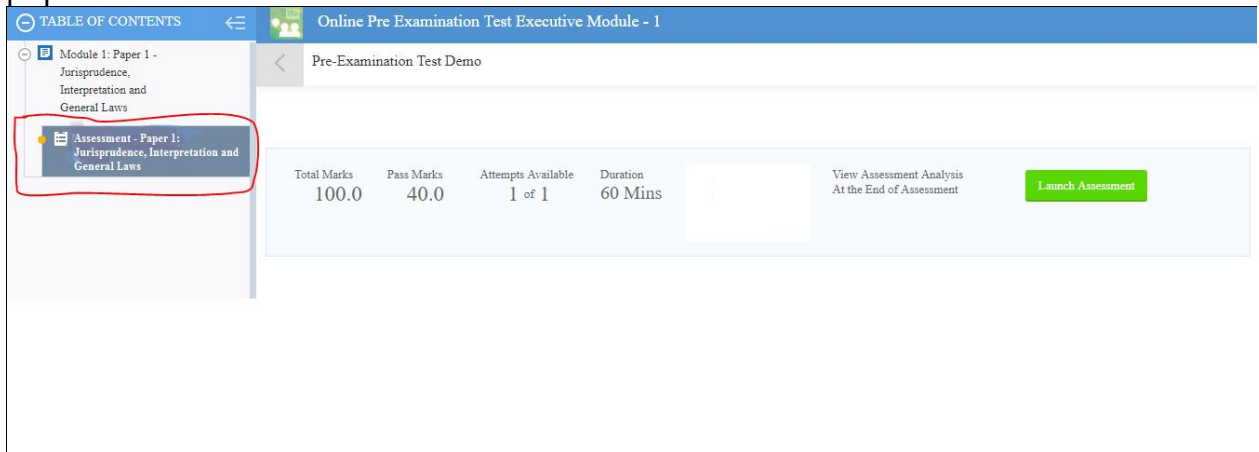 TABLE OF CONTENTS
Online Pre Examination Test Executive Module - 1
Module 1: Paper 1 -
Jurisprudence,
Interpretation and
General Laws
Pre-Examination Test Demo
Assessment - Paper 1:
Jurisprudence, Interpretation and
General Laws
Total Marks
100.0
Pass Marks
40.0
Attempts Available
1 of 1
Duration
60 Mins
View Assessment Analysis
At the End of Assessment
Launch Assessment